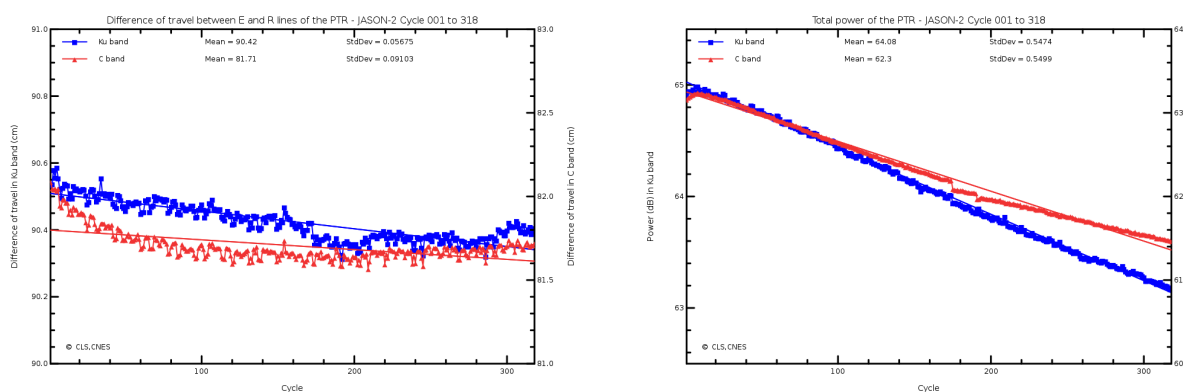 Difference of travel between E and R lines of the PTR - JASON-2 Cycle 001 to 318
91.0
90.8
90.6
90.4
90.2
90.0
83.0
82.5
82.0
81.5
81.0
Ku band Mean = 90.42 StdDev = 0.05675
C band Mean = 81.71 StdDev = 0.09103
Difference of travel in Ku band (cm)
Difference of travel in C band (cm)
© CLS,CNES
100 200 300
Cycle
Total power of the PTR - JASON-2 Cycle 001 to 318
65
64
63
64
63
62
61
60
Ku band Mean = 64.08 StdDev = 0.5474
C band Mean = 62.3 StdDev = 0.5499
Power (dB) in Ku band
© CLS,CNES
100 200 300
Cycle